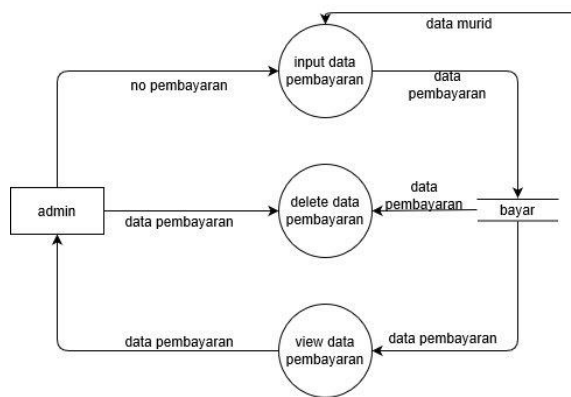 data murid
input data
pembayaran
no pembayaran
data
pembayaran
admin
data pembayaran
delete data
pembayaran
data
pembayaran
bayar
data pembayaran
view data
pembayaran
data pembayaran